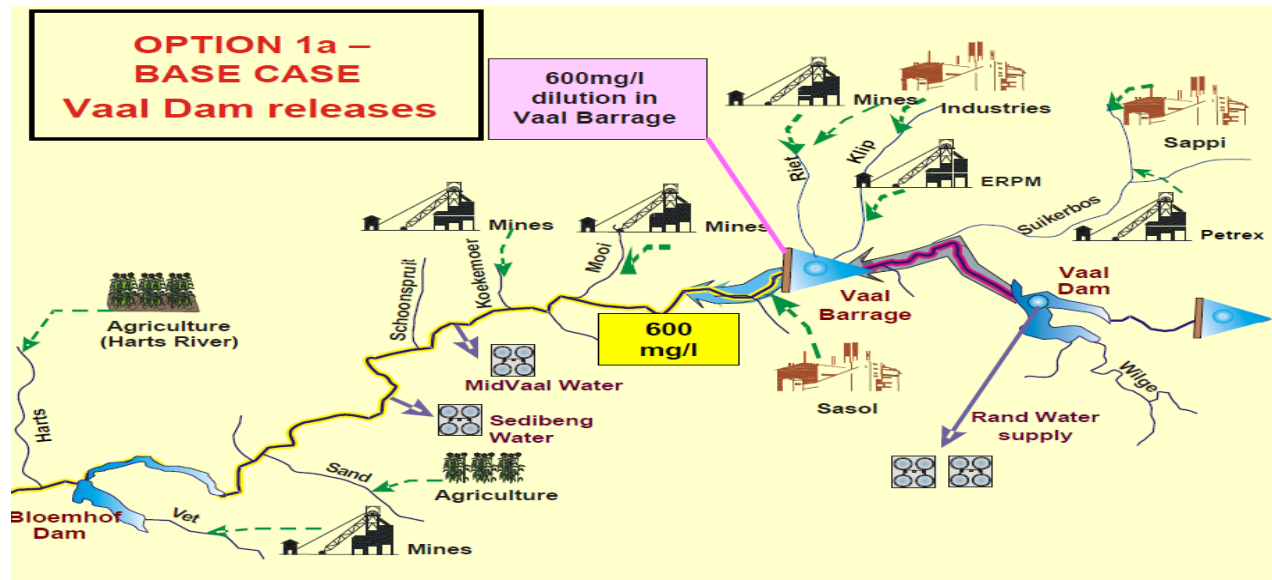 OPTION 1a –
BASE CASE
Vaal Dam releases
600mg/l
dilution in
Vaal Barrage
Mines
Industries
Sappi
Riet
Klip
ERPM
Suikerbos
Petrex
Mines
Mines
Koekemoer
Mooi
Schoonspruit
Vaal
Dam
Vaal
Barrage
Agriculture
(Harts River)
600
mg/l
MidVaal Water
Sasol
Wilge
Rand Water
supply
Harts
Sedibeng
Water
Sand
Agriculture
Bloemhof
Dam
Vet
Mines